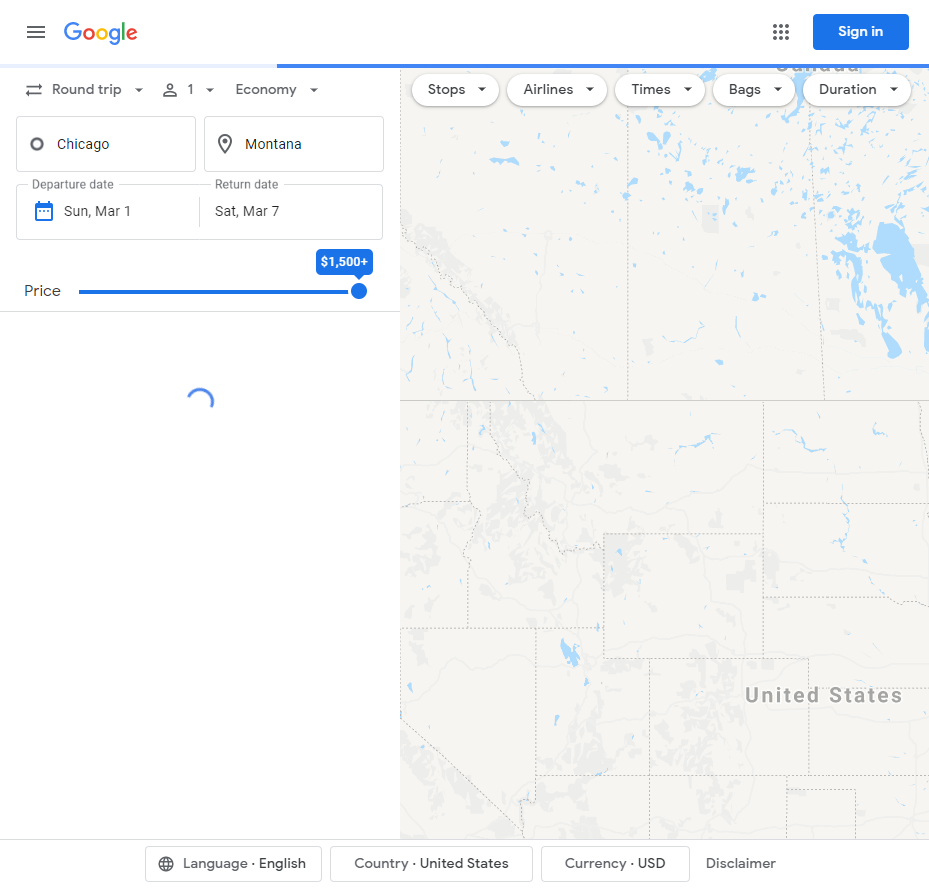 Google
Sign in
Round trip
1
Economy
Stops
Airlines
Times
Bags
Duration
Chicago
Montana
Departure date
Return date
Sun, Mar 1
Sat, Mar 7
$1,500+
Price
United States
Language · English
Country · United States
Currency · USD
Disclaimer